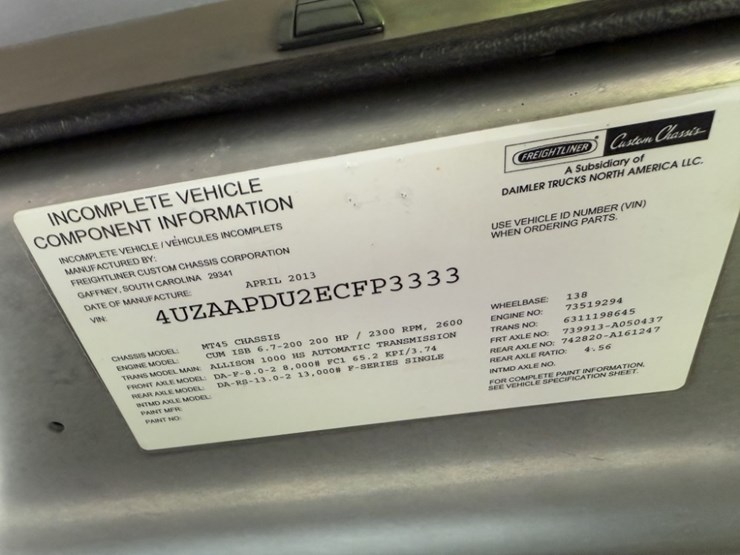 FREIGHTLINER Custom Chassis
A Subsidiary of
DAIMLER TRUCKS NORTH AMERICA LLC.
INCOMPLETE VEHICLE
COMPONENT INFORMATION
INCOMPLETE VEHICLE / VÉHICULES INCOMPLETS
MANUFACTURED BY:
FREIGHTLINER CUSTOM CHASSIS CORPORATION
GAFFNEY, SOUTH CAROLINA 29341
DATE OF MANUFACTURE: APRIL 2013
VIN: 4UZAAPDU2ECFP3333
USE VEHICLE ID NUMBER (VIN)
WHEN ORDERING PARTS.
CHASSIS MODEL: MT45 CHASSIS
ENGINE MODEL: CUM ISB 6.7-200 200 HP / 2300 RPM, 2600
TRANS MODEL MAIN: ALLISON 1000 HS AUTOMATIC TRANSMISSION
FRONT AXLE MODEL: DA-F-8.0-2 8,000# FC1 65.2 KPI/3.74
REAR AXLE MODEL: DA-RS-13.0-2 13,000# F-SERIES SINGLE
INTMD AXLE MODEL:
PAINT MFR:
PAINT NO:
WHEELBASE: 138
ENGINE NO: 73519294
TRANS NO: 6311198645
FRT AXLE NO: 739913-A050437
REAR AXLE NO: 742820-A161247
REAR AXLE RATIO: 4.56
INTMD AXLE NO.
FOR COMPLETE PAINT INFORMATION,
SEE VEHICLE SPECIFICATION SHEET.